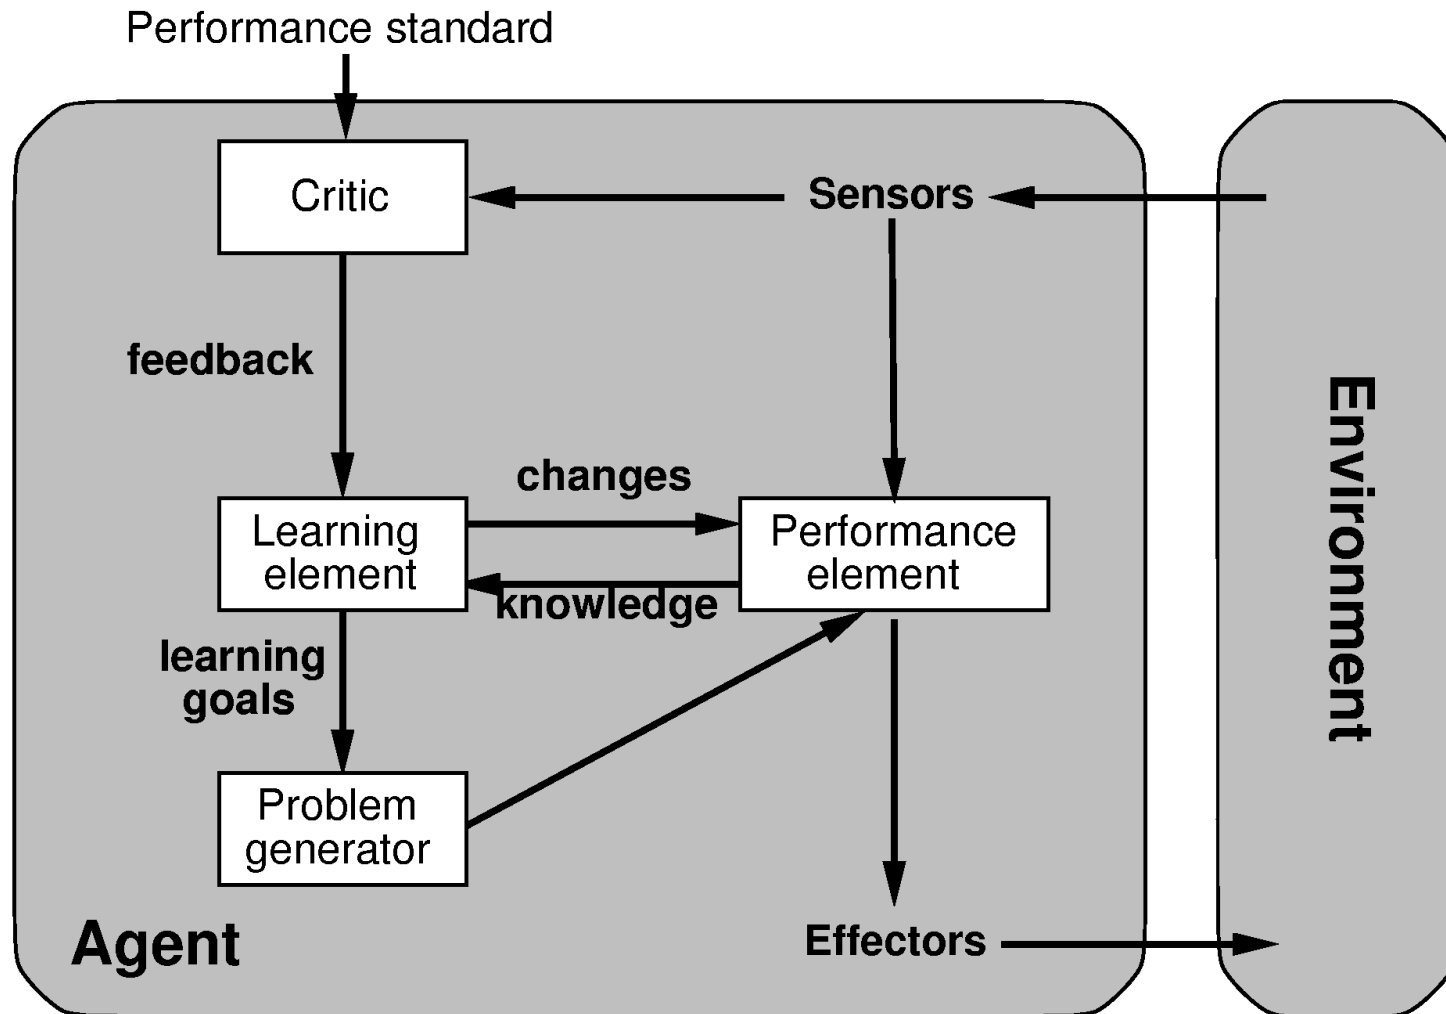 Performance standard
Critic
Sensors
feedback
changes
Learning
element
Performance
element
knowledge
learning
goals
Problem
generator
Agent
Effectors
Environment